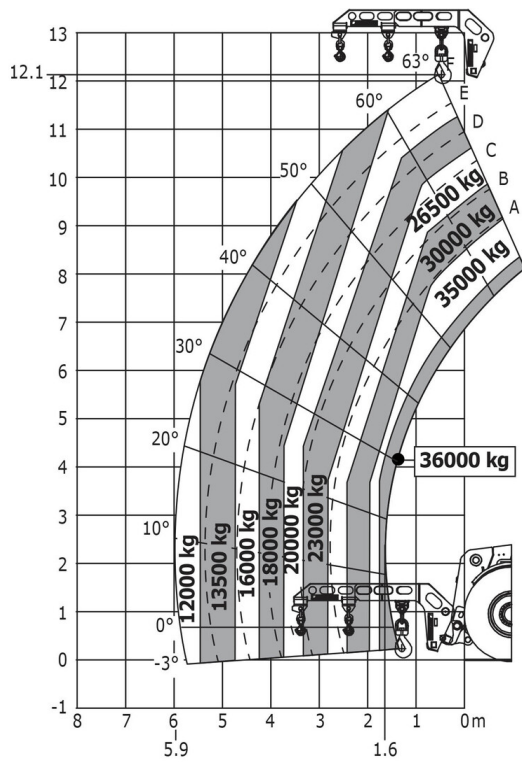 13
12.1
12
11
10
9
8
7
6
5
4
3
2
1
0
-1
63°
60°
50°
40°
30°
20°
10°
0°
-3°
F
E
D
C
B
A
26500 kg
30000 kg
35000 kg
36000 kg
12000 kg
13500 kg
16000 kg
18000 kg
20000 kg
23000 kg
8 7 6 5 4 3 2 1 0 m
5.9 1.6